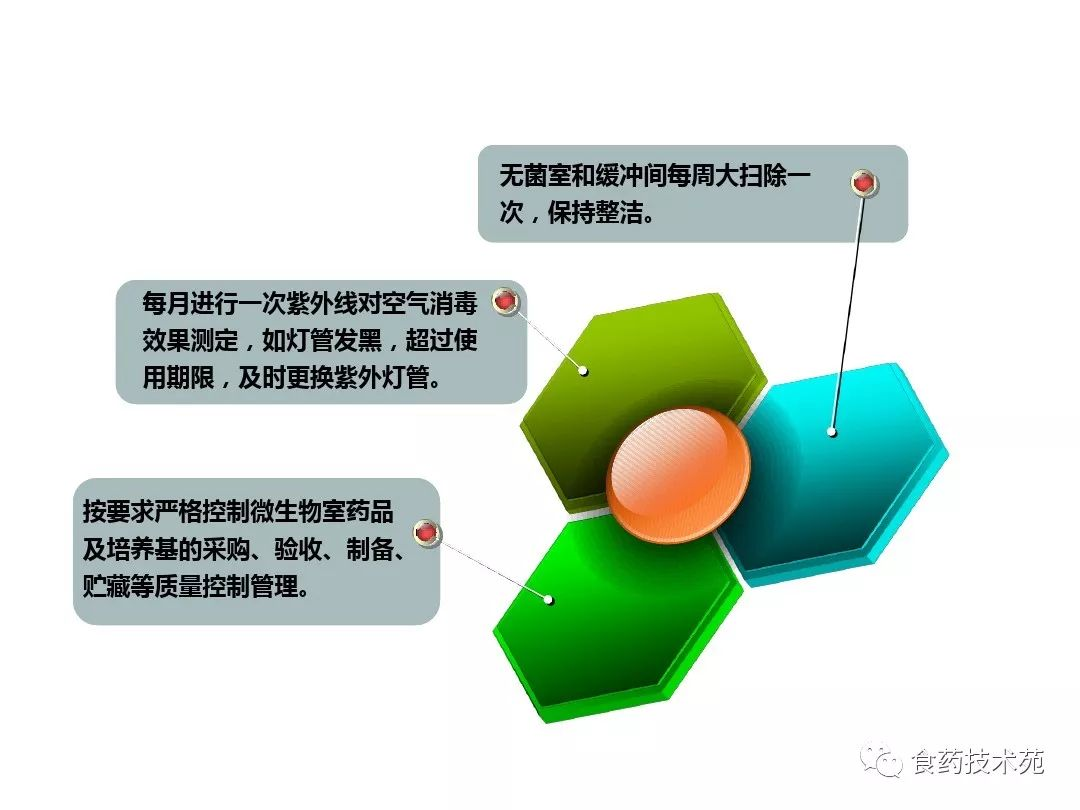 无菌室和缓冲间每周大扫除一
次，保持整洁。
每月进行一次紫外线对空气消毒
效果测定，如灯管发黑，超过使
用期限，及时更换紫外灯管。
按要求严格控制微生物室药品
及培养基的采购、验收、制备、
贮藏等质量控制管理。
食药技术苑